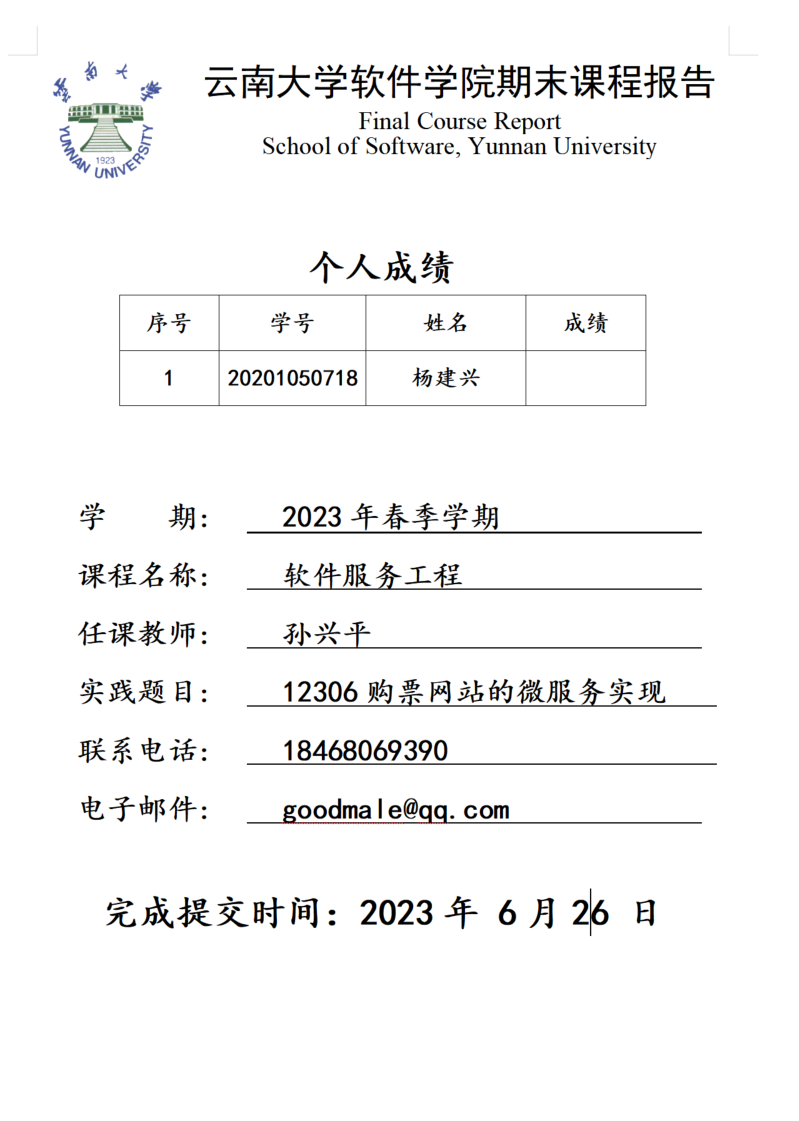 云南大学
YUNNAN UNIVERSITY
1923
云南大学软件学院期末课程报告
Final Course Report
School of Software, Yunnan University
个人成绩
序号 学号 姓名 成绩
1 20201050718 杨建兴
学 期： 2023 年春季学期
课程名称： 软件服务工程
任课教师： 孙兴平
实践题目： 12306 购票网站的微服务实现
联系电话： 18468069390
电子邮件： goodmale@qq.com
完成提交时间：2023 年 6 月 26 日